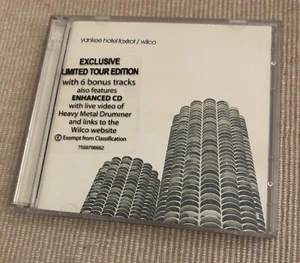 yankee hotel foxtrot / wilco
EXCLUSIVE
LIMITED TOUR EDITION
with 6 bonus tracks
also features
ENHANCED CD
with live video of
Heavy Metal Drummer
and links to the
Wilco website
E Exempt from Classification
7559799662